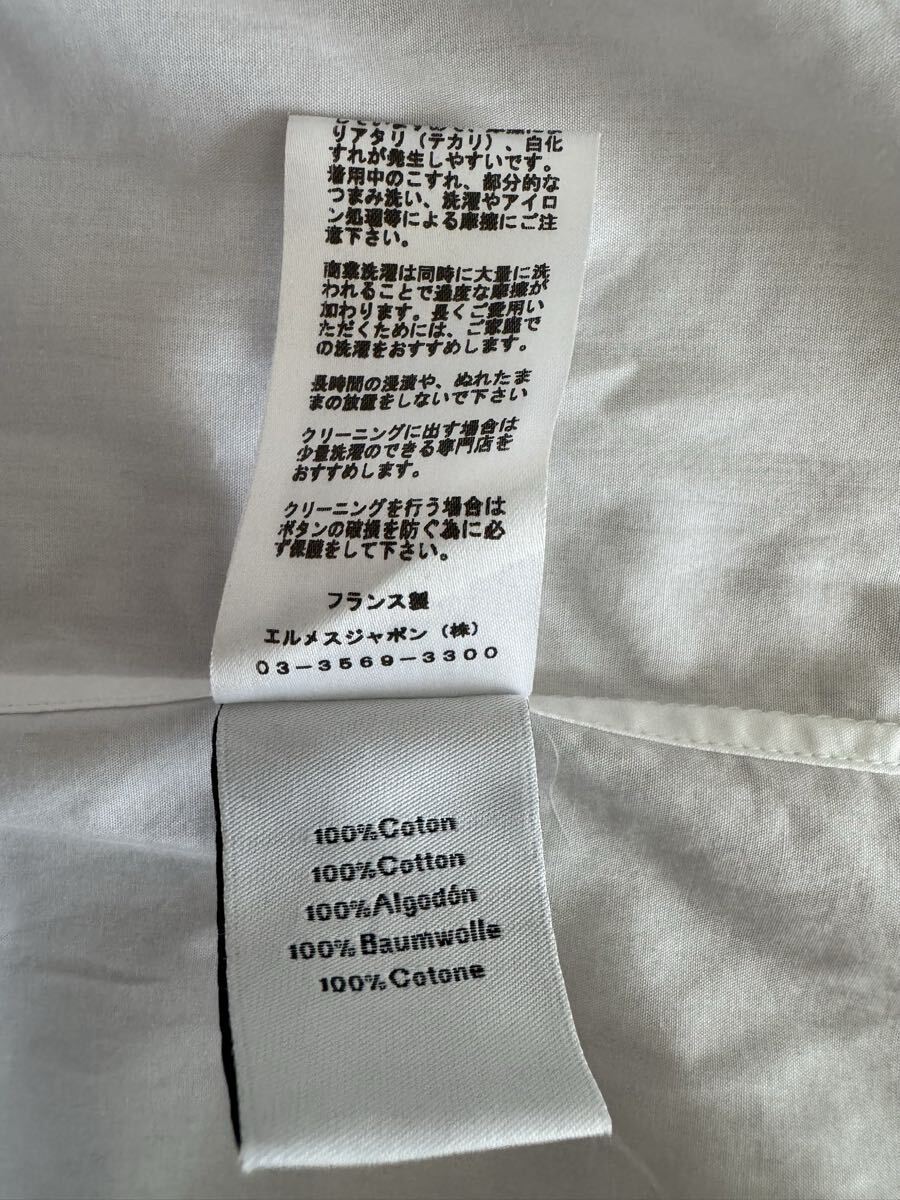 りアタリ（テカリ）、白化
すれが発生しやすいです。
着用中のこすれ、部分的な
つまみ洗い、洗濯やアイロ
ン処理等による摩擦にご注
意下さい。
商業洗濯は同時に大量に洗
われることで過度な摩擦が
加わります。長くご愛用い
ただくためには、ご家庭で
の洗濯をおすすめします。
長時間の浸漬や、ぬれたま
まの放置をしないで下さい
クリーニングに出す場合は
少量洗濯のできる専門店を
おすすめします。
クリーニングを行う場合は
ボタンの破損を防ぐ為に必
ず保護をして下さい。
フランス製
エルメスジャポン（株）
03-3569-3300
100%Coton
100%Cotton
100%Algodón
100%Baumwolle
100%Cotone